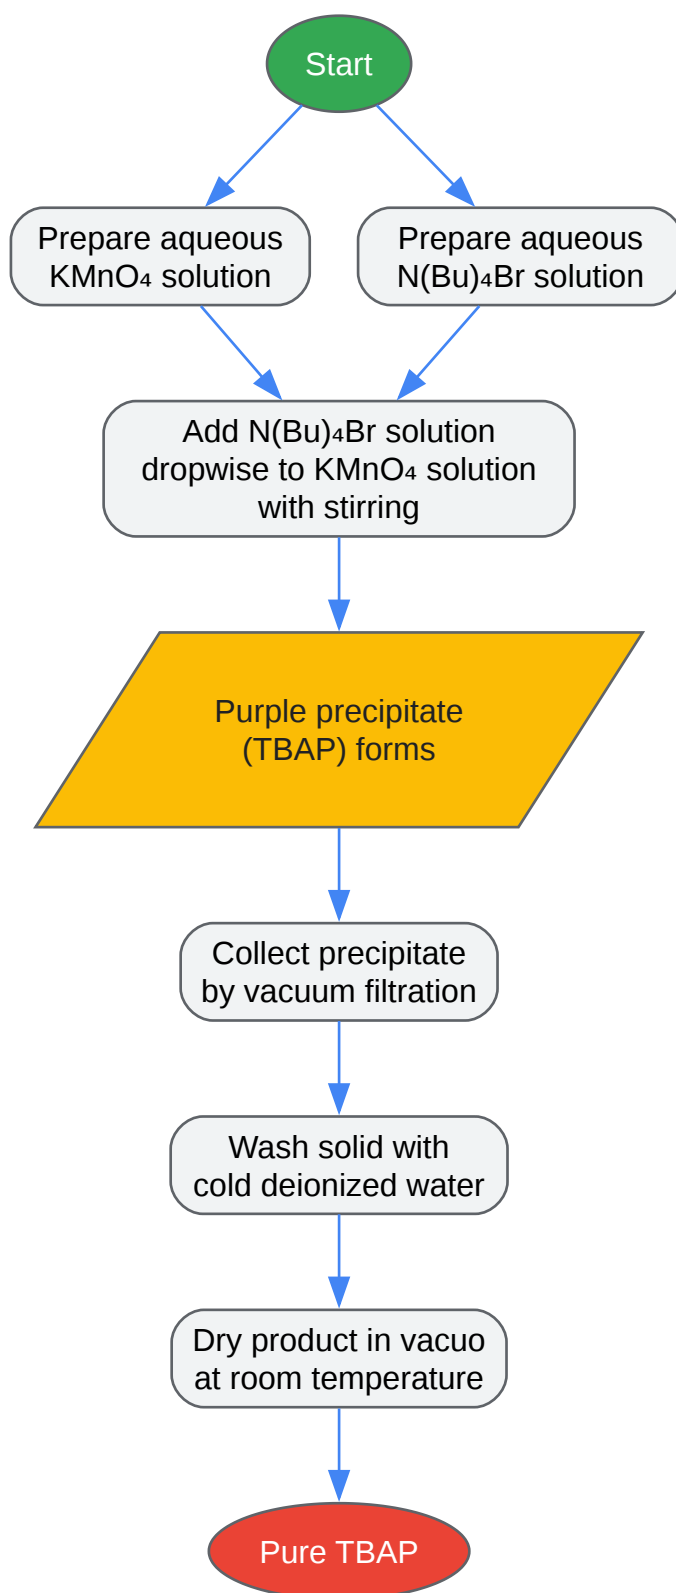 Start
Prepare aqueous
KMnO₄ solution
Prepare aqueous
N(Bu)₄Br solution
Add N(Bu)₄Br solution
dropwise to KMnO₄ solution
with stirring
Purple precipitate
(TBAP) forms
Collect precipitate
by vacuum filtration
Wash solid with
cold deionized water
Dry product in vacuo
at room temperature
Pure TBAP